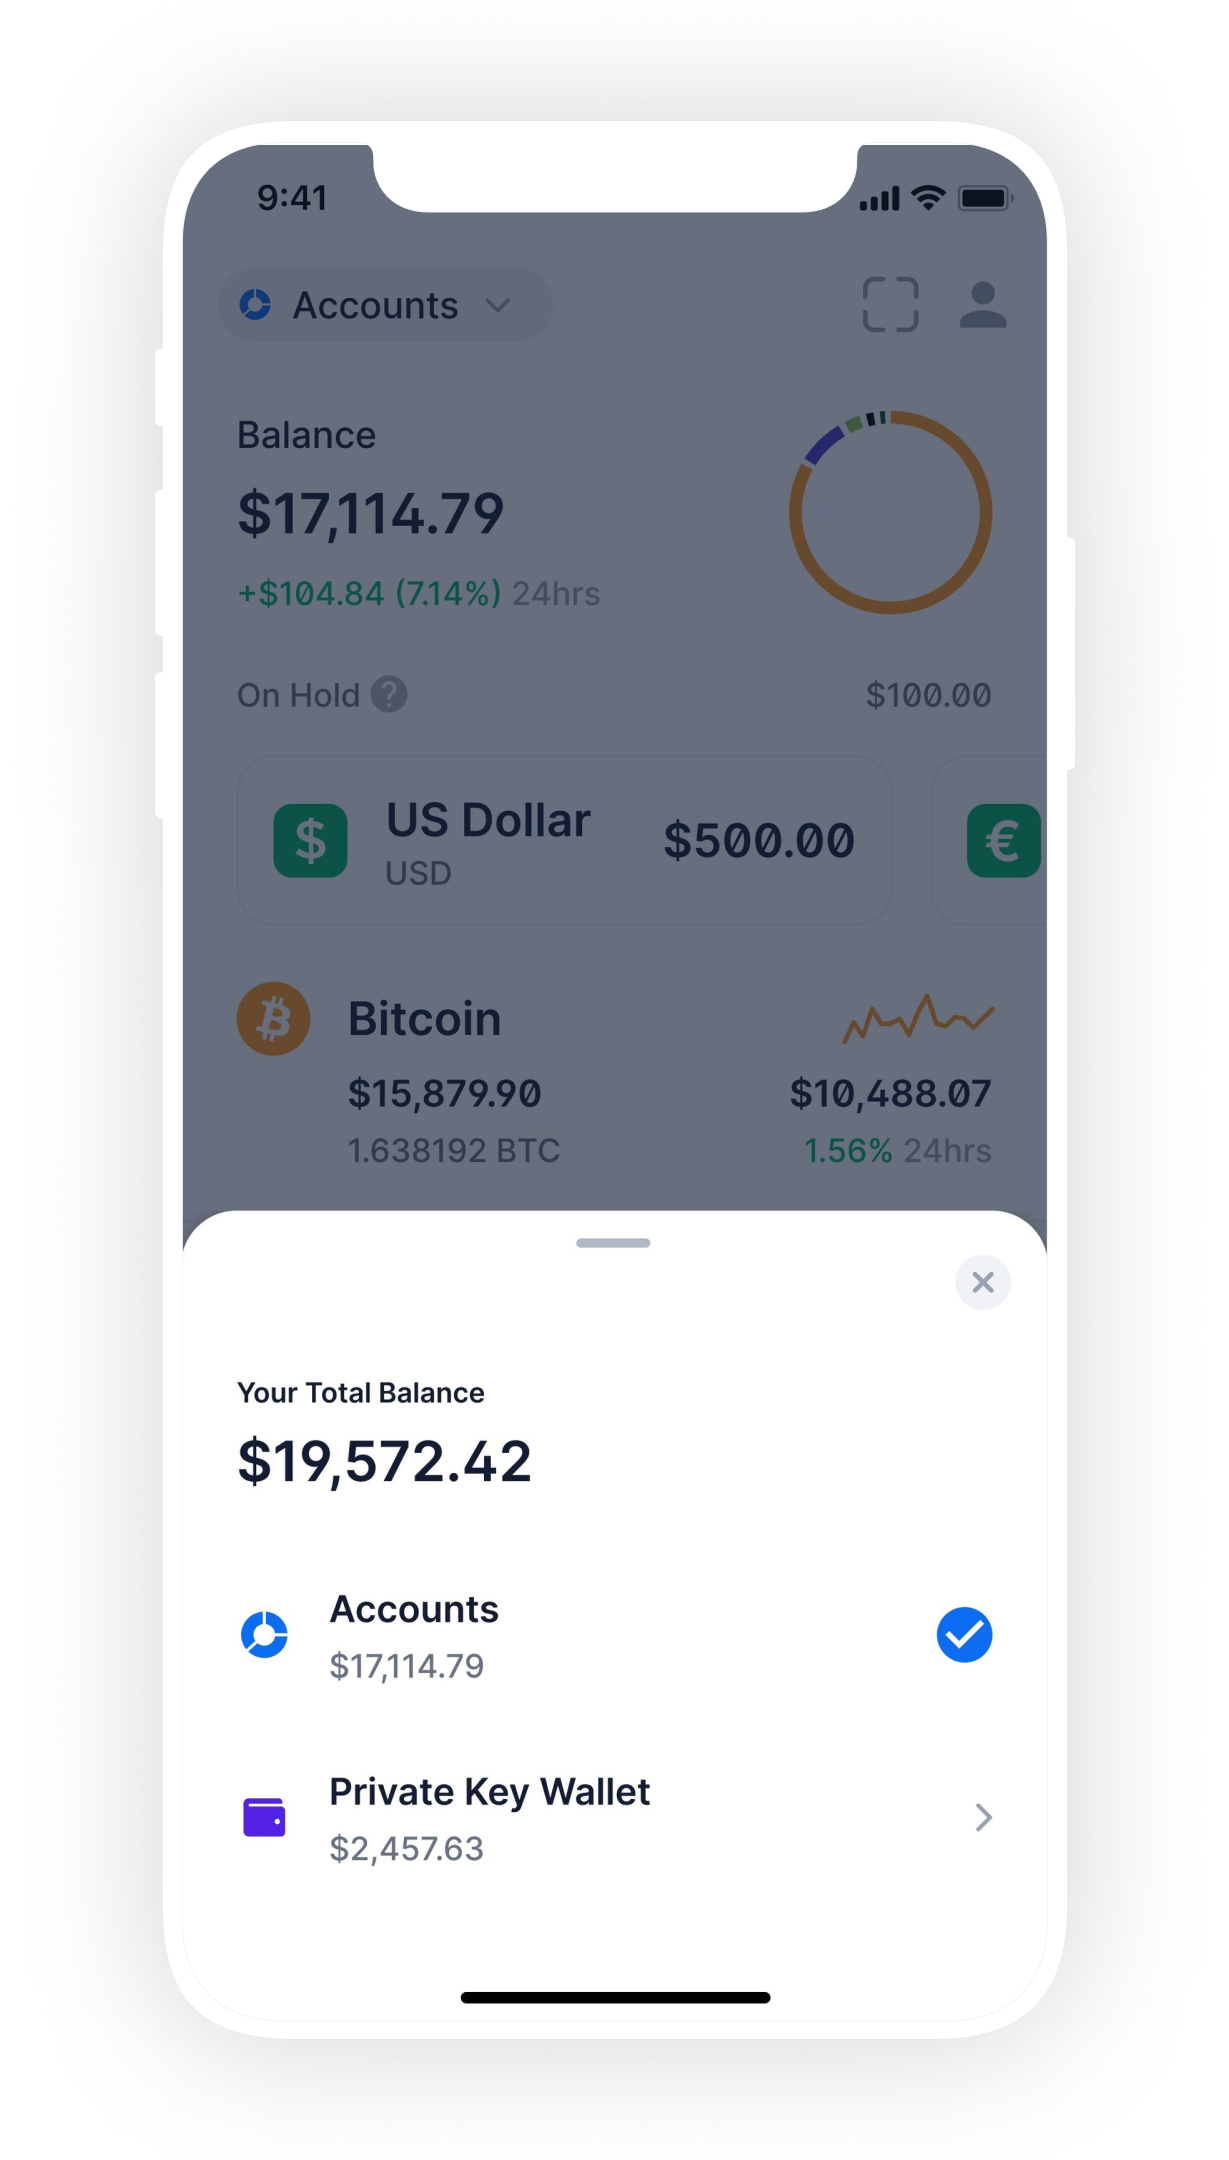 9:41
Accounts
Balance
$17,114.79
+$104.84 (7.14%) 24hrs
On Hold ? $100.00
$ US Dollar $500.00 €
USD
Bitcoin
$15,879.90 $10,488.07
1.638192 BTC 1.56% 24hrs
Your Total Balance
$19,572.42
Accounts
$17,114.79
Private Key Wallet
$2,457.63